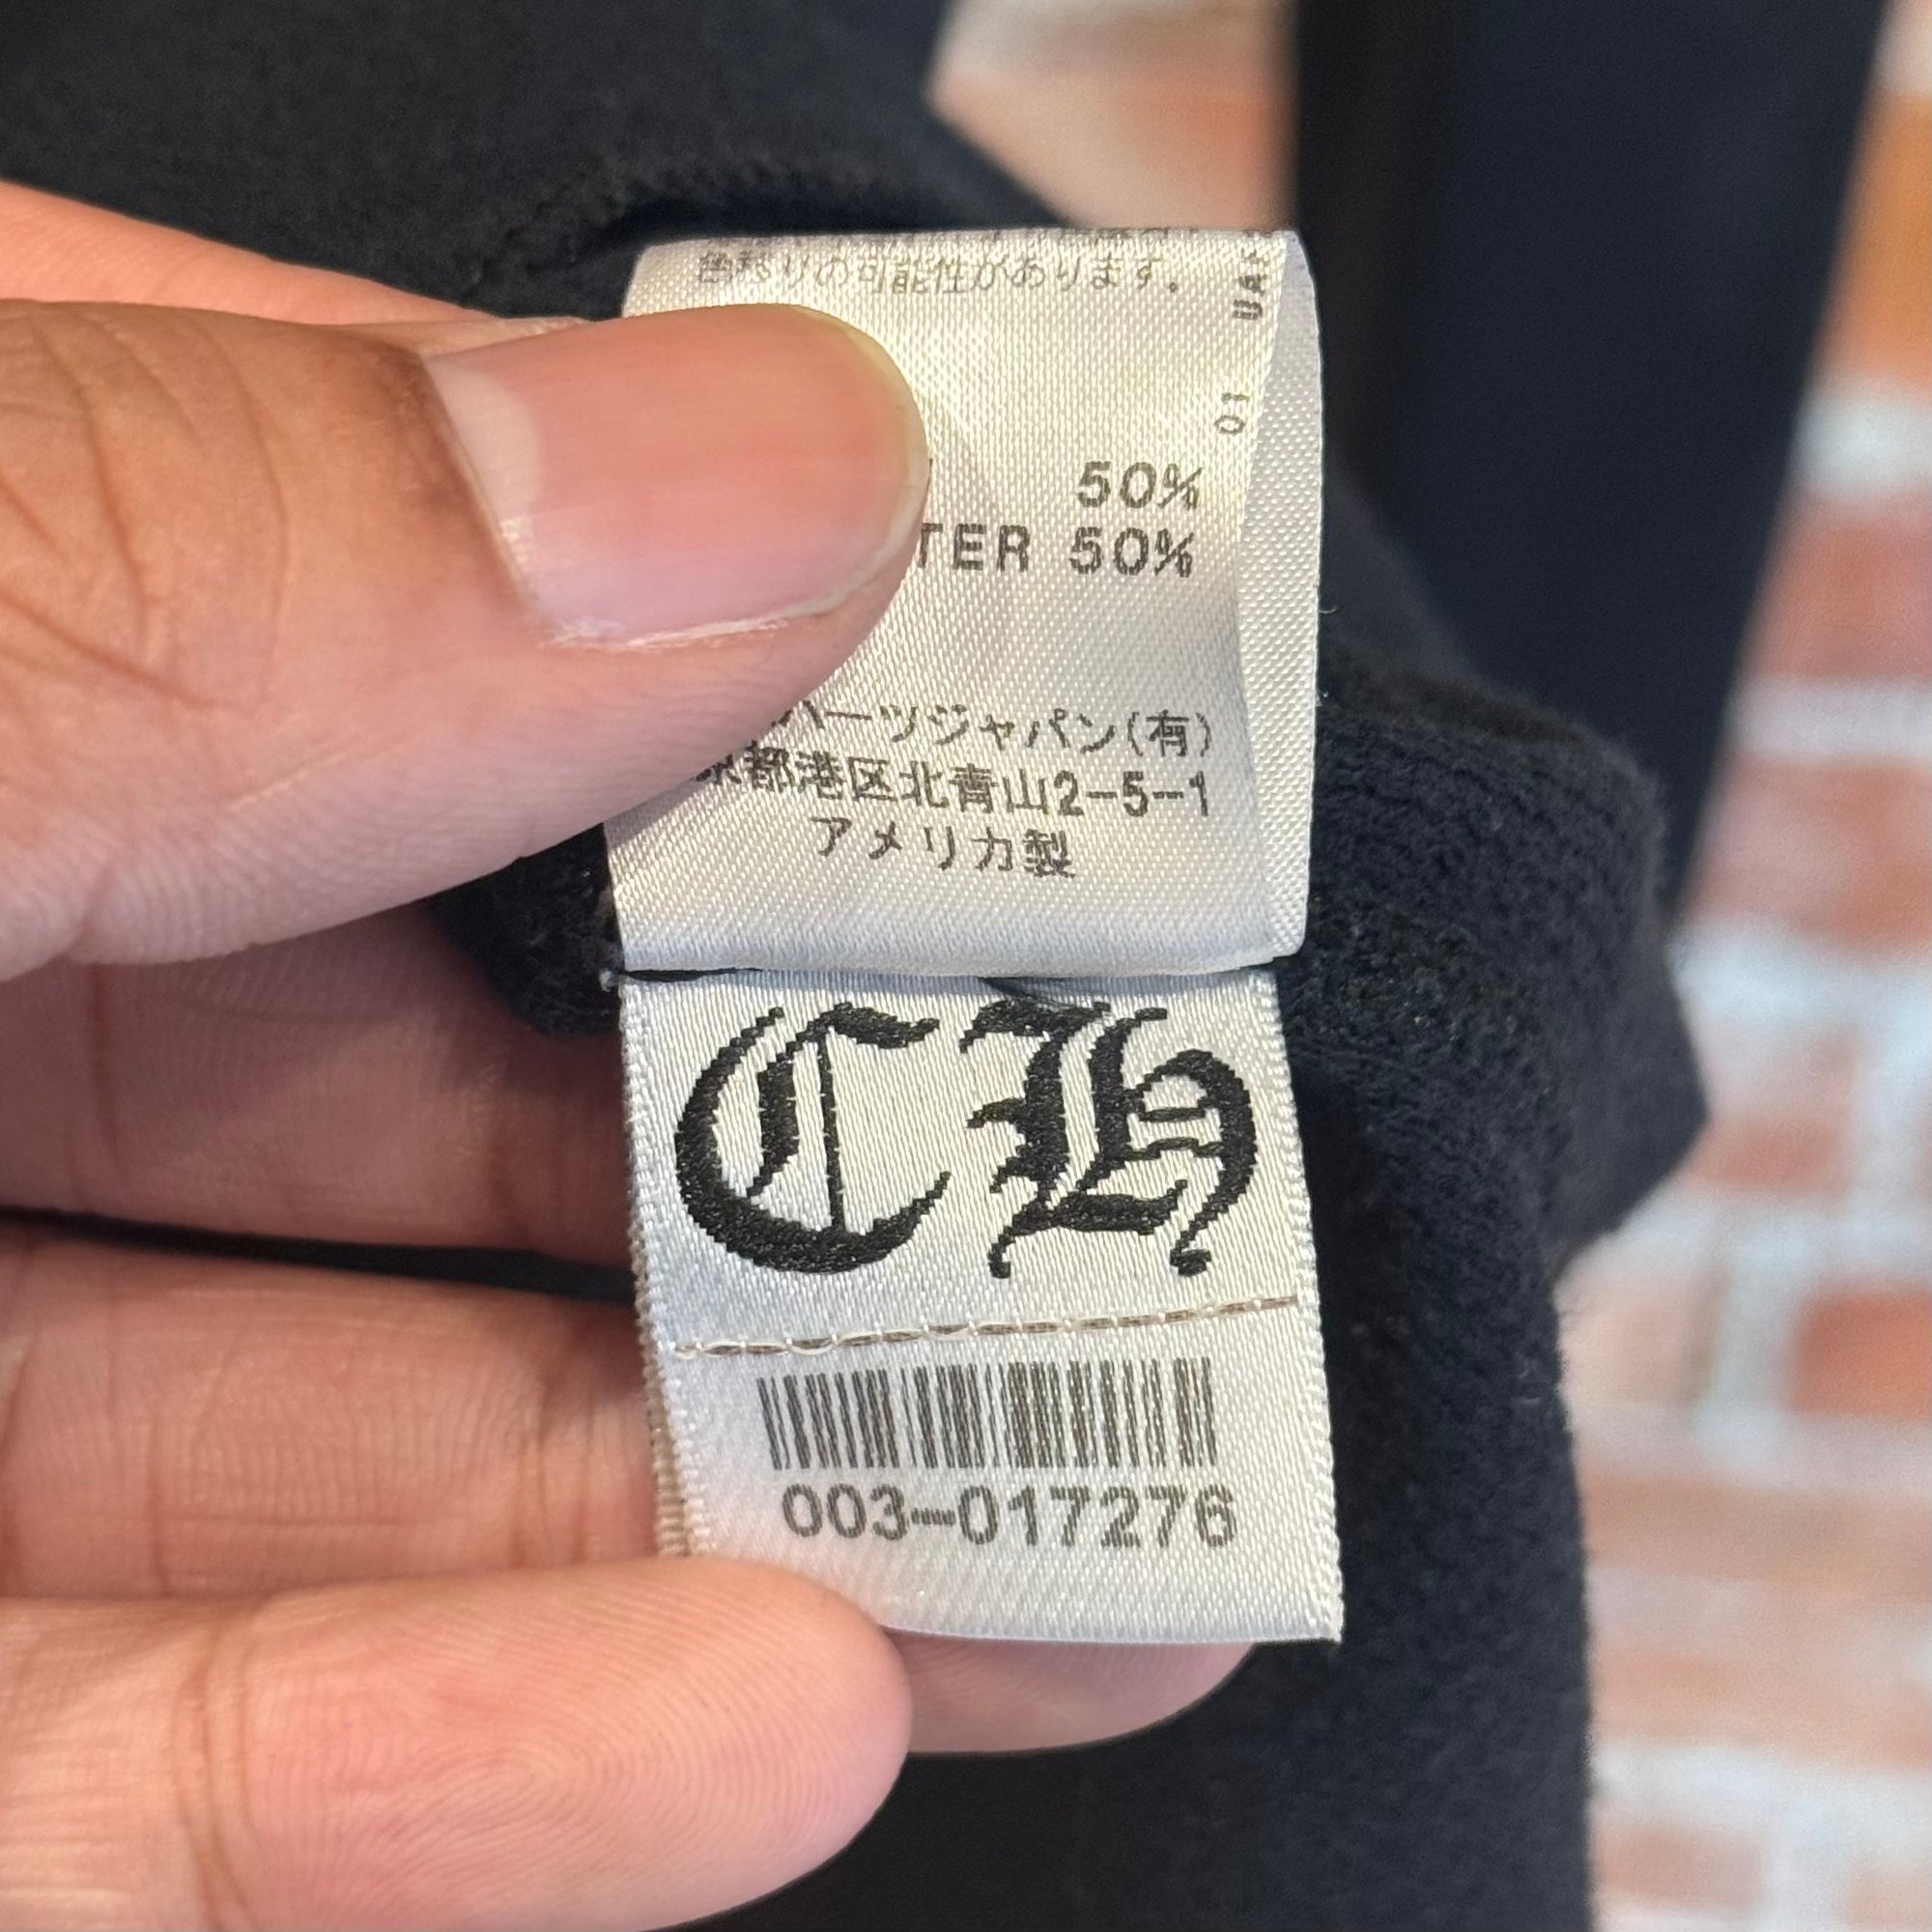 色移りの可能性があります。
01
50%
TER 50%
ハーツジャパン(有)
京都港区北青山2-5-1
アメリカ製
CH
003-017276